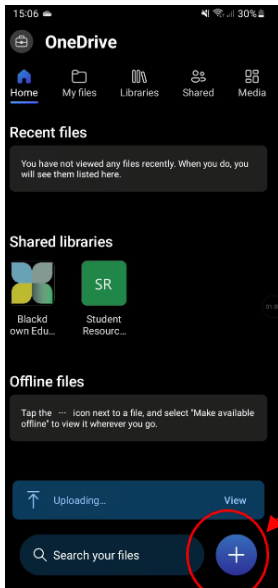 15:06 30%
OneDrive
Home My files Libraries Shared Media
Recent files
You have not viewed any files recently. When you do, you
will see them listed here.
Shared libraries
SR
Blackd Student
own Edu... Resourc...
Offline files
Tap the ... icon next to a file, and select "Make available
offline" to view it wherever you go.
Uploading... View
Search your files